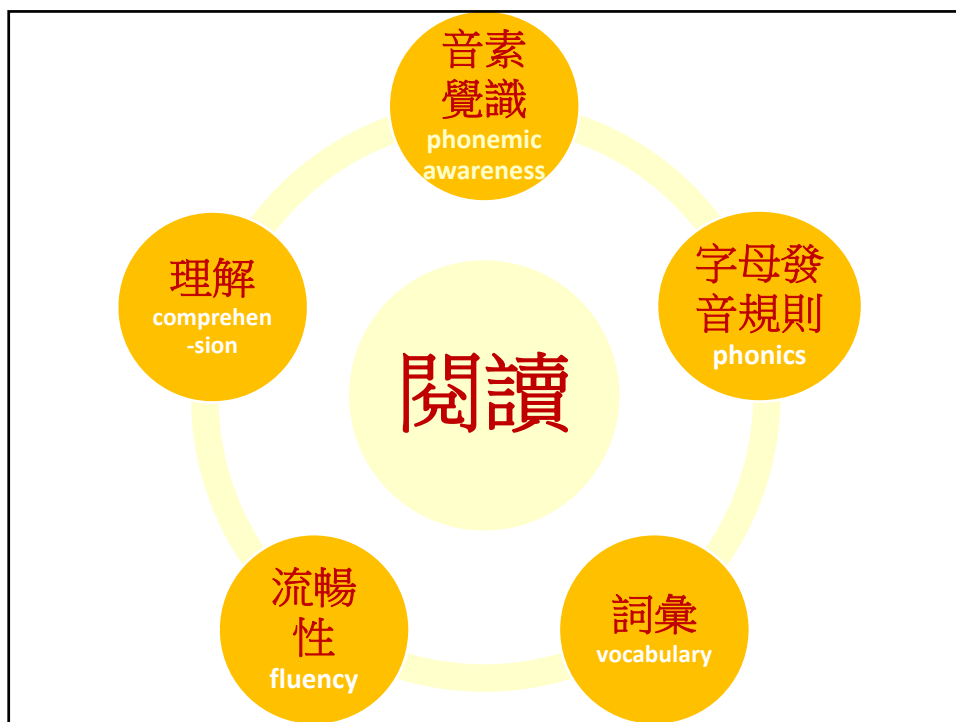 音素
覺識
phonemic
awareness
字母發
音規則
phonics
詞彙
vocabulary
流暢
性
fluency
理解
comprehen
-sion
閱讀